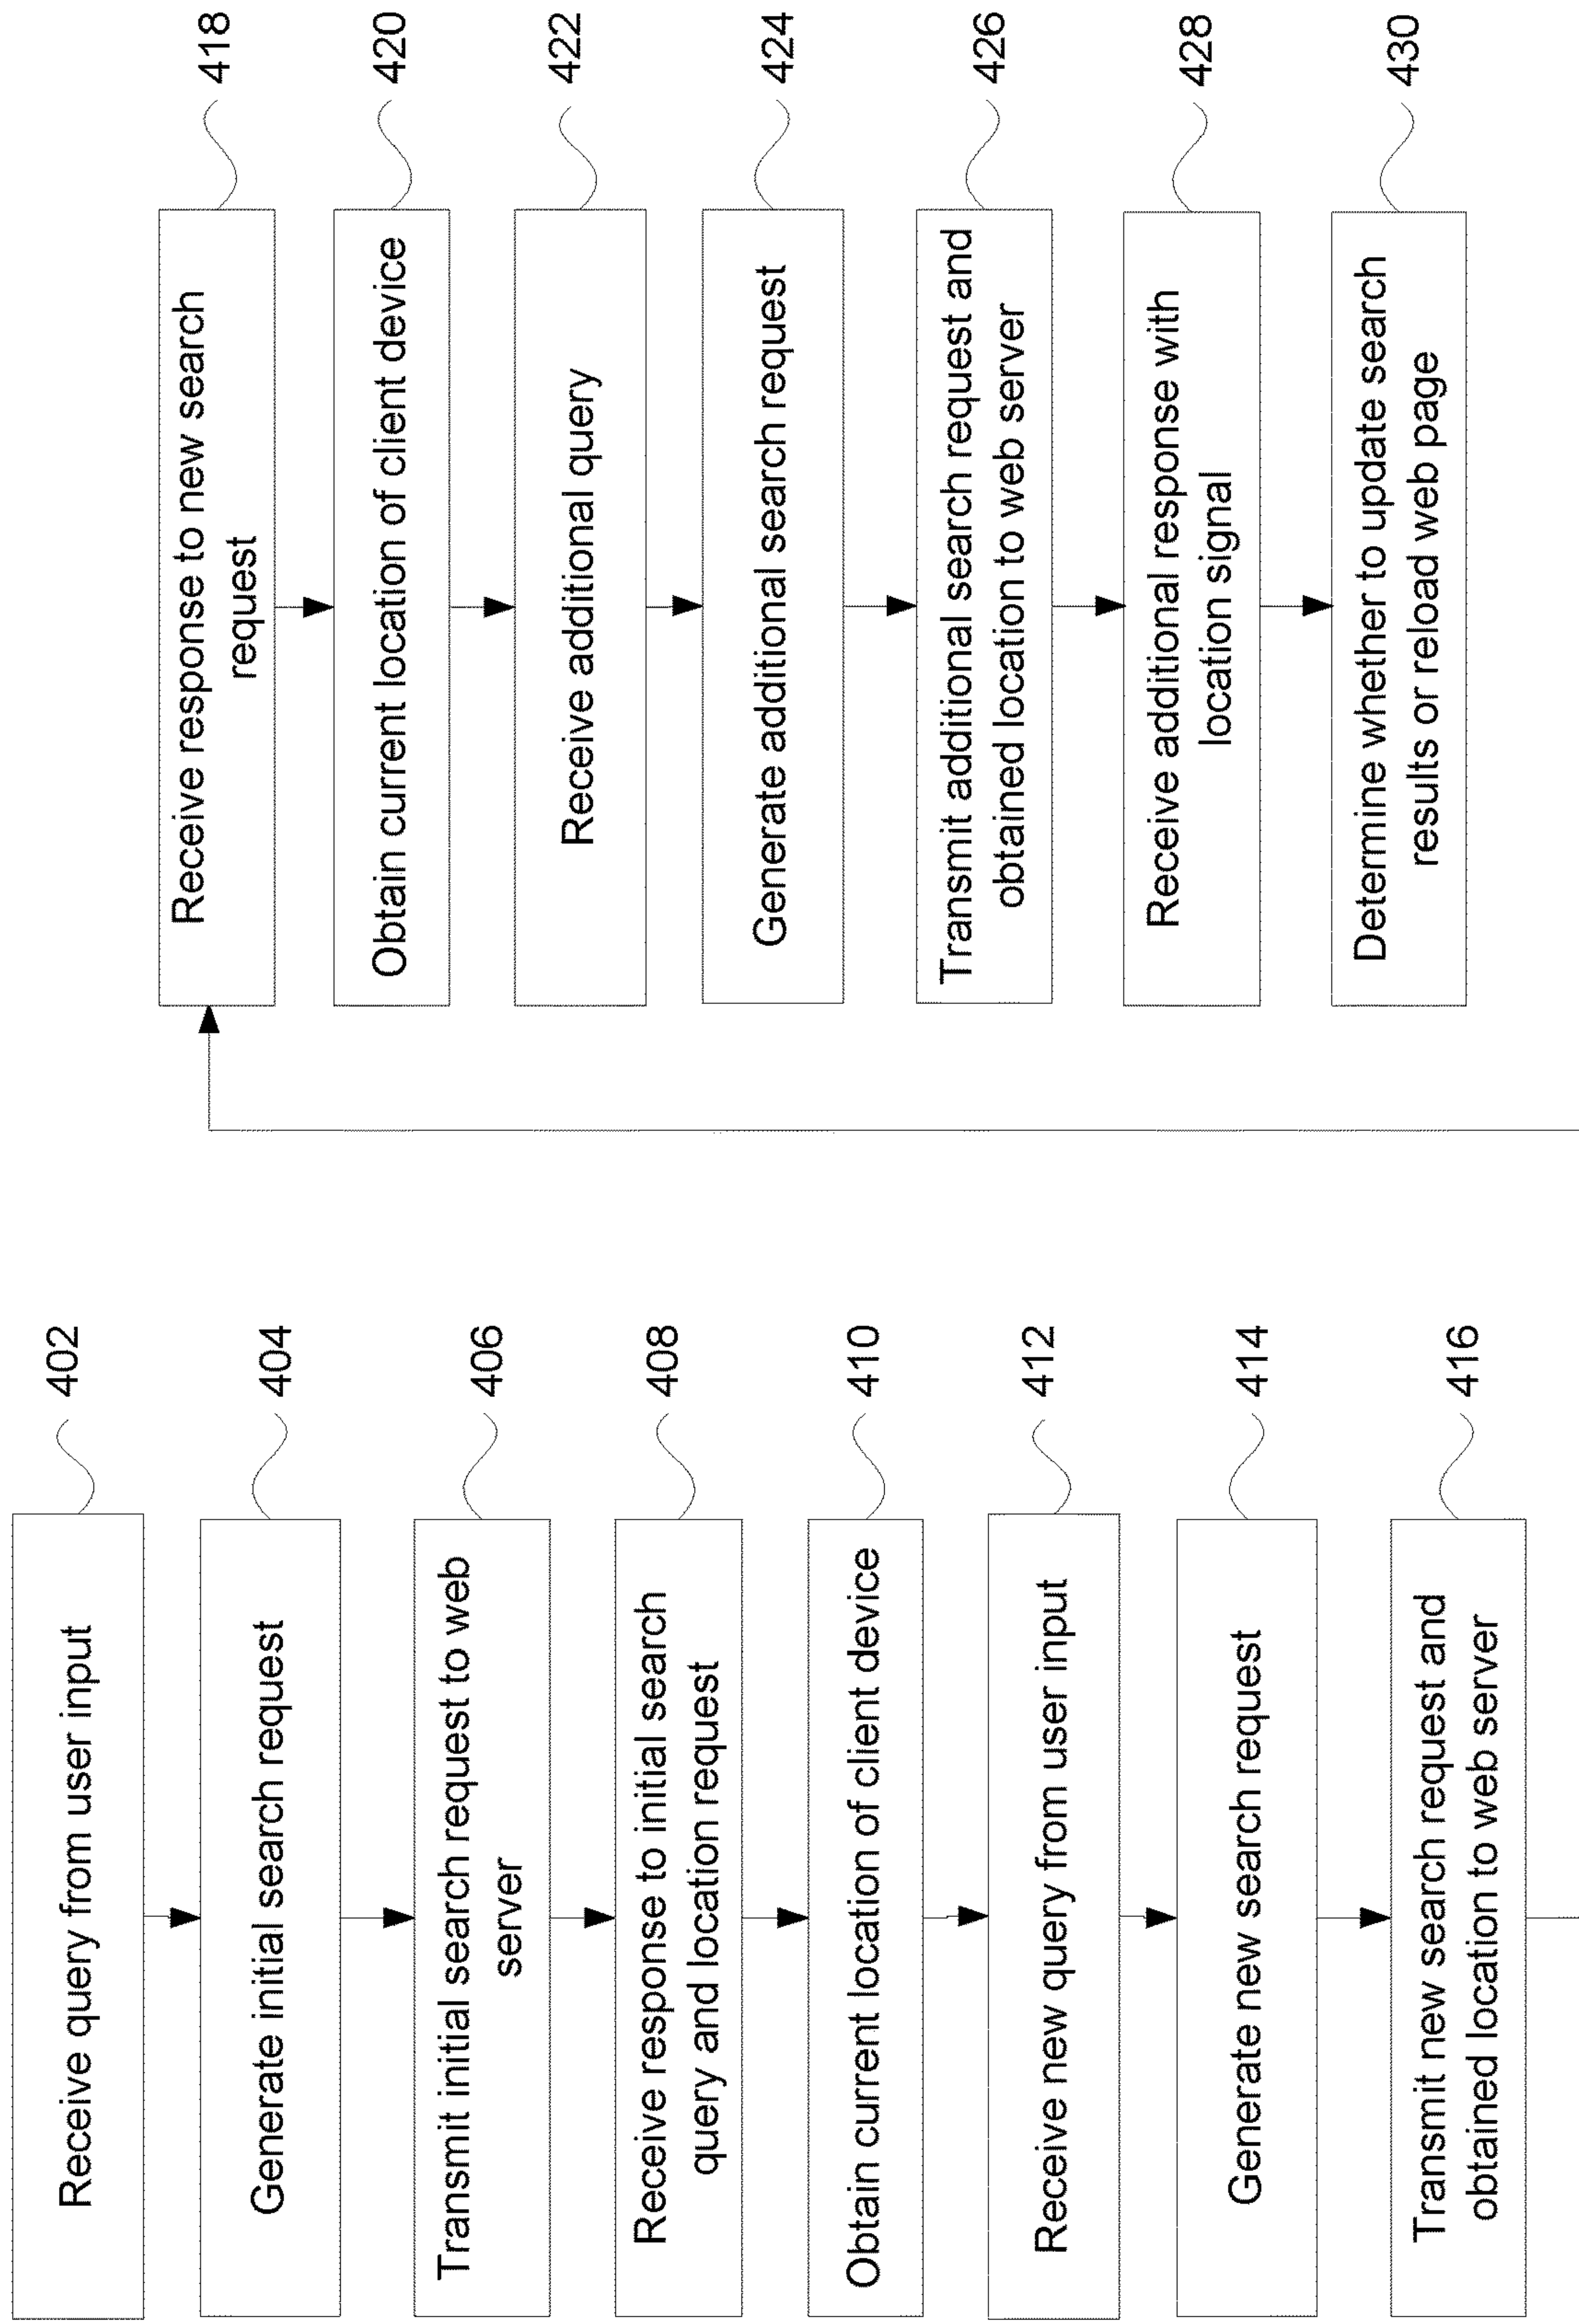 Receive query from user input
402
Generate initial search request
404
Transmit initial search request to web
server
406
Receive response to initial search
query and location request
408
Obtain current location of client device
410
Receive new query from user input
412
Generate new search request
414
Transmit new search request and
obtained location to web server
416
Receive response to new search
request
418
Obtain current location of client device
420
Receive additional query
422
Generate additional search request
424
Transmit additional search request and
obtained location to web server
426
Receive additional response with
location signal
428
Determine whether to update search
results or reload web page
430